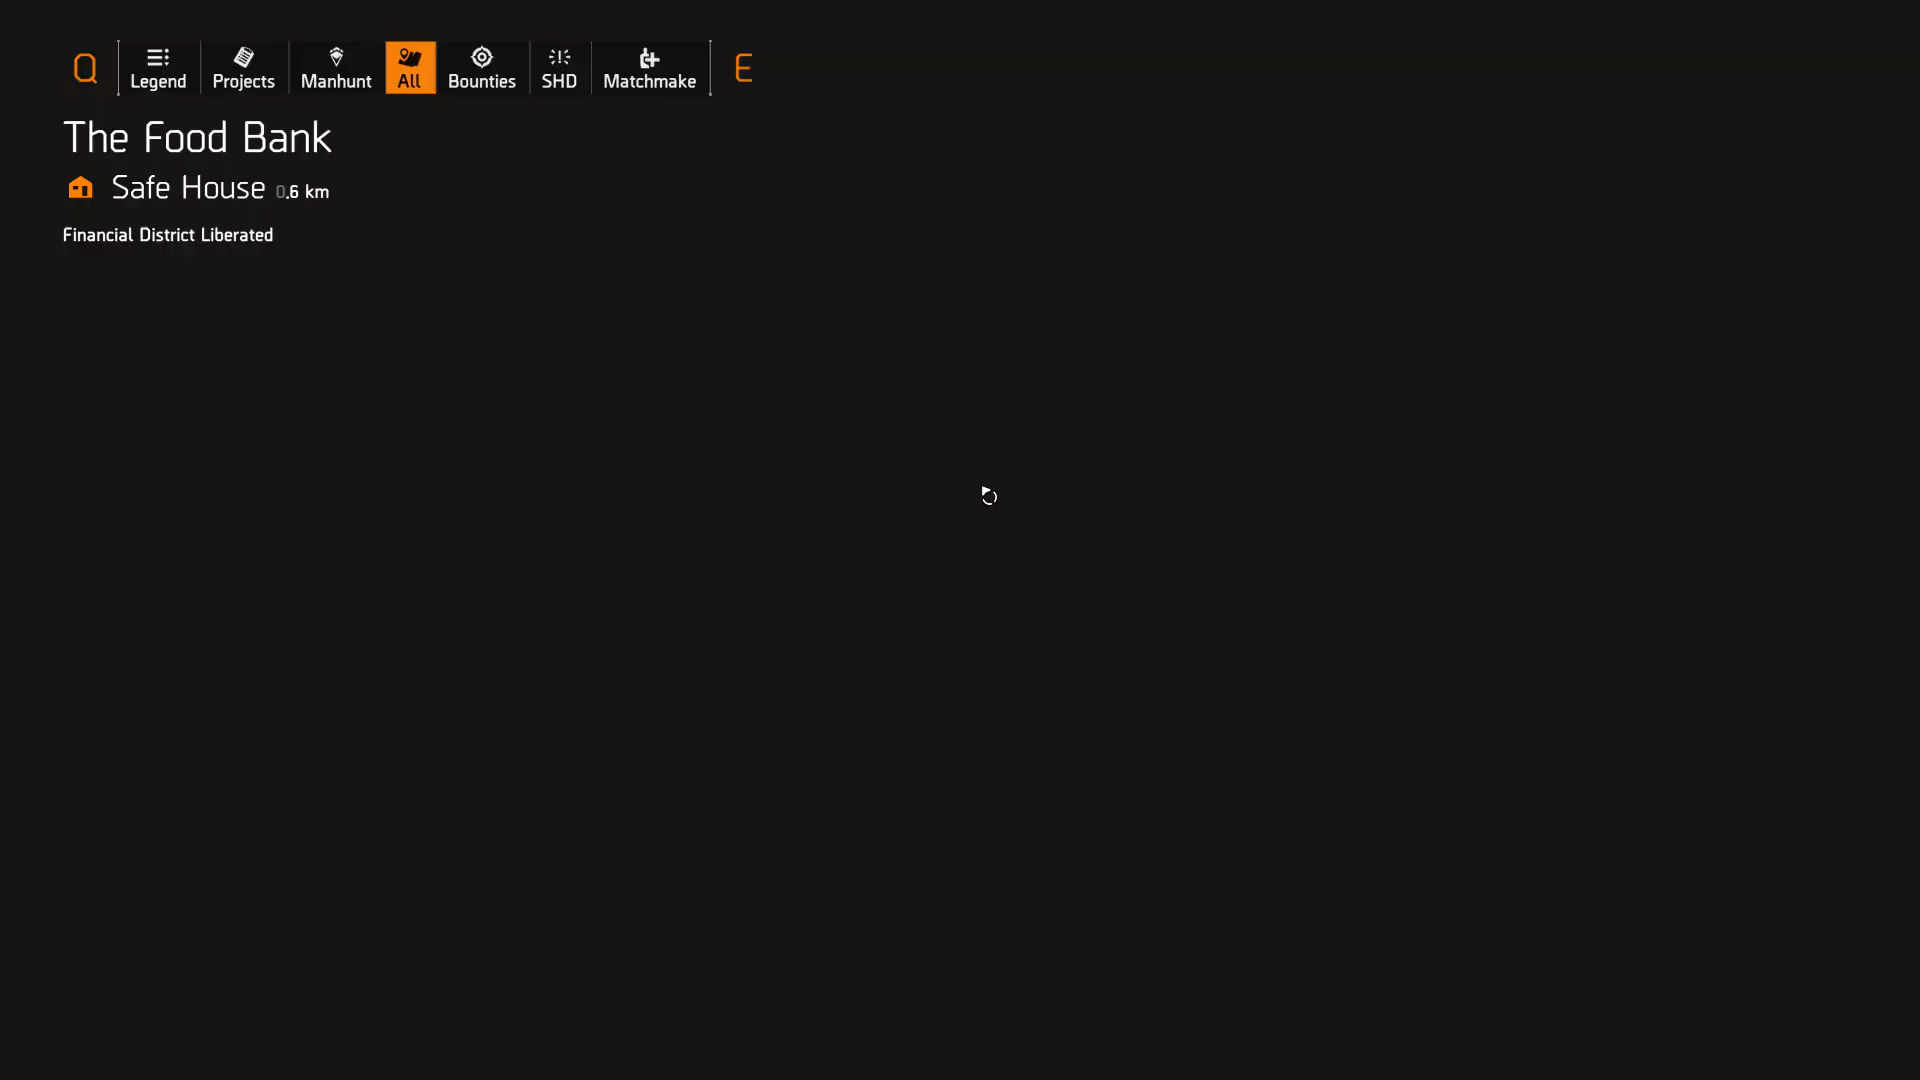 Q Legend Projects Manhunt All Bounties SHD Matchmake E
The Food Bank
Safe House 0.6 km
Financial District Liberated